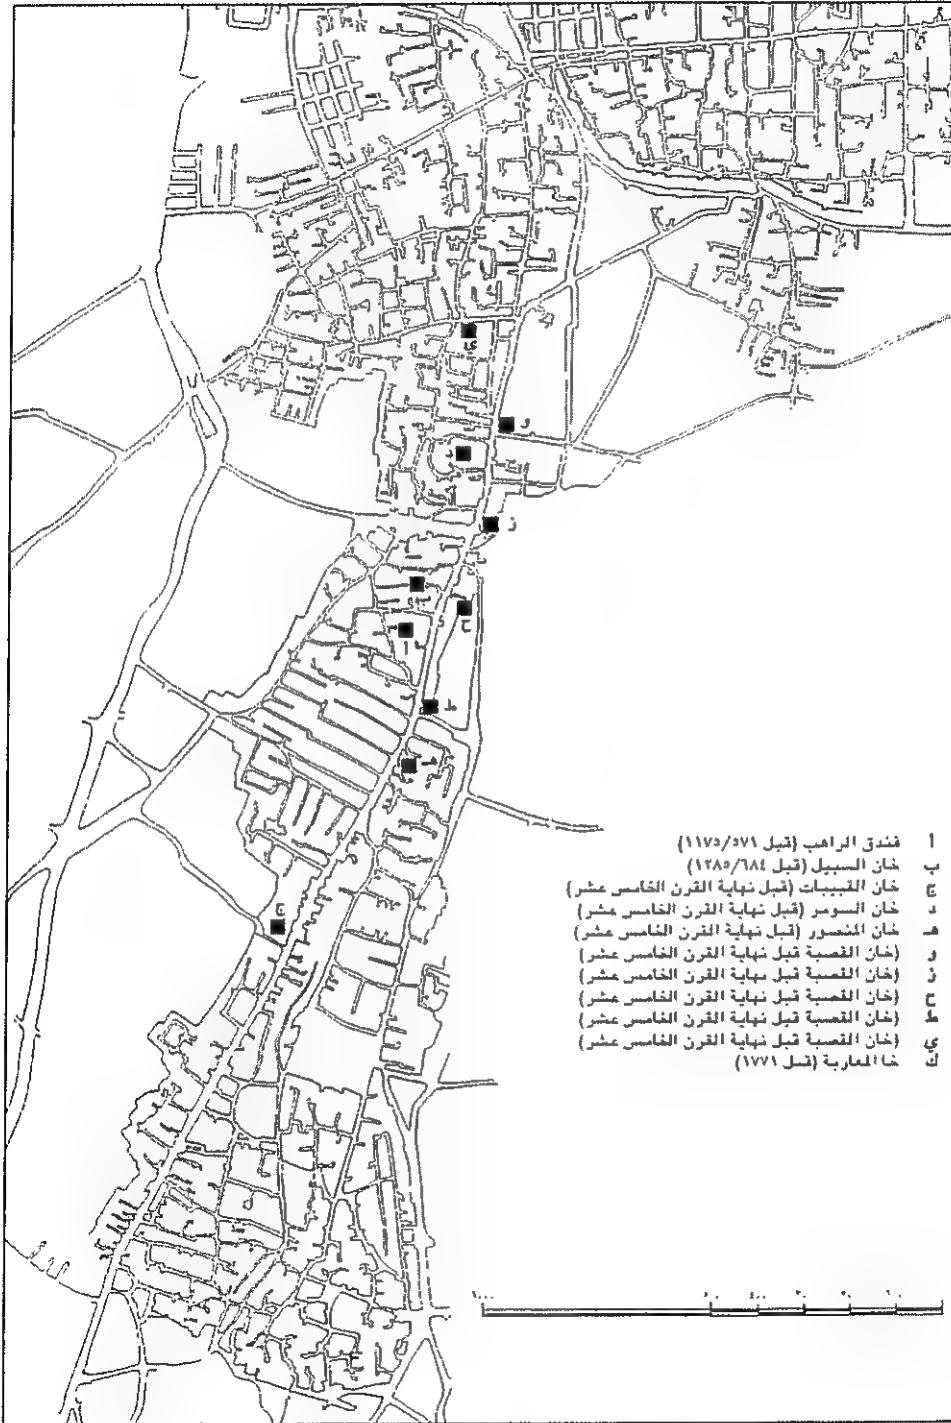 ي
و
د
ز
ح
أ
ط
هـ
ج
أ فندق الراهب (قبل ١١٧٥/٥٧١)
ب خان السبيل (قبل ١٢٨٥/٦٨٤)
ج خان القبيبات (قبل نهاية القرن الخامس عشر)
د خان السومر (قبل نهاية القرن الخامس عشر)
هـ خان المنصور (قبل نهاية القرن الخامس عشر)
و (خان القصبة قبل نهاية القرن الخامس عشر)
ز (خان القصبة قبل نهاية القرن الخامس عشر)
ح (خان القصبة قبل نهاية القرن الخامس عشر)
ط (خان القصبة قبل نهاية القرن الخامس عشر)
ي (خان القصبة قبل نهاية القرن الخامس عشر)
ك خا المغاربة (قبل ١٧٧١)